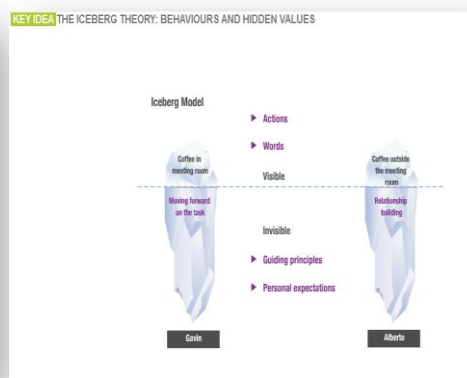 KEY IDEA THE ICEBERG THEORY: BEHAVIOURS AND HIDDEN VALUES
Iceberg Model
Actions
Words
Visible
Coffee in
meeting room
Moving forward
on the task
Coffee outside
the meeting
room
Relationship
building
Invisible
Guiding principles
Personal expectations
Gavin
Alberto